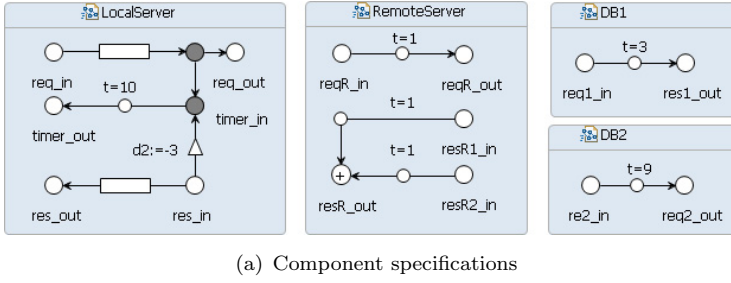 LocalServer
req_in
req_out
t=10
timer_out
timer_in
d2:=-3
res_out
res_in
RemoteServer
t=1
reqR_in
reqR_out
t=1
resR1_in
t=1
+
resR_out
resR2_in
DB1
t=3
req1_in
res1_out
DB2
t=9
re2_in
req2_out
(a) Component specifications